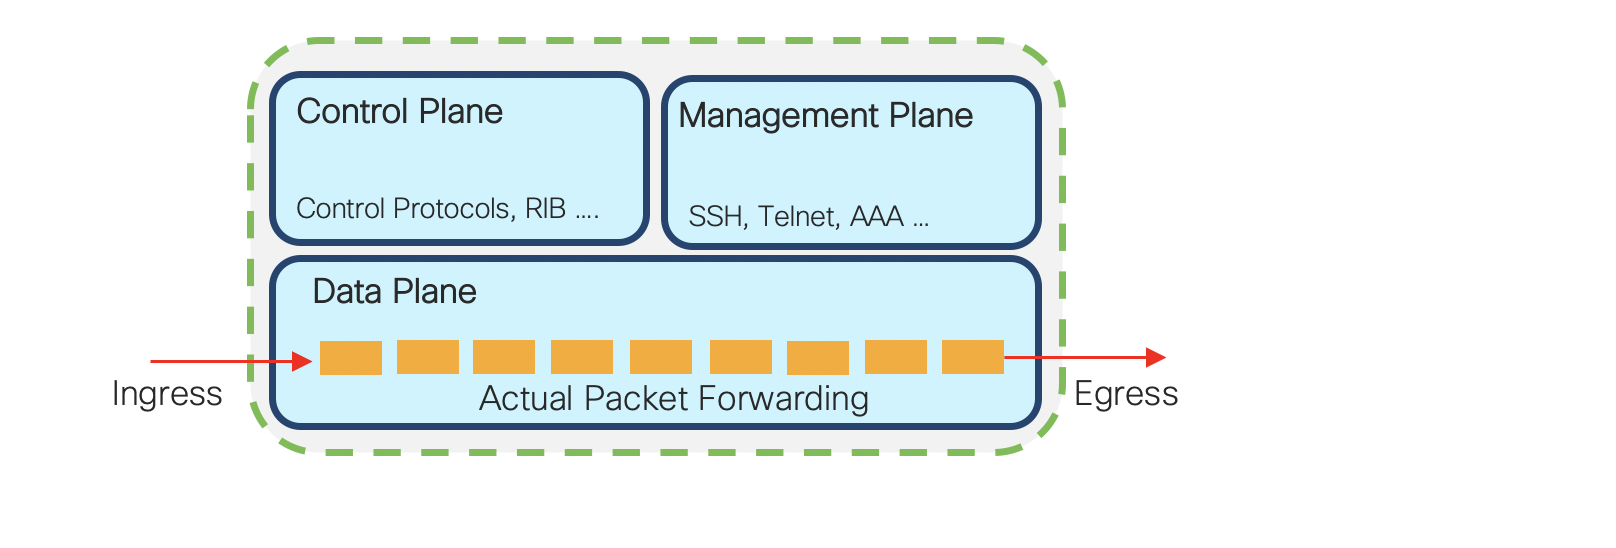 Control Plane
Control Protocols, RIB ....
Management Plane
SSH, Telnet, AAA ...
Data Plane
Actual Packet Forwarding
Ingress
Egress